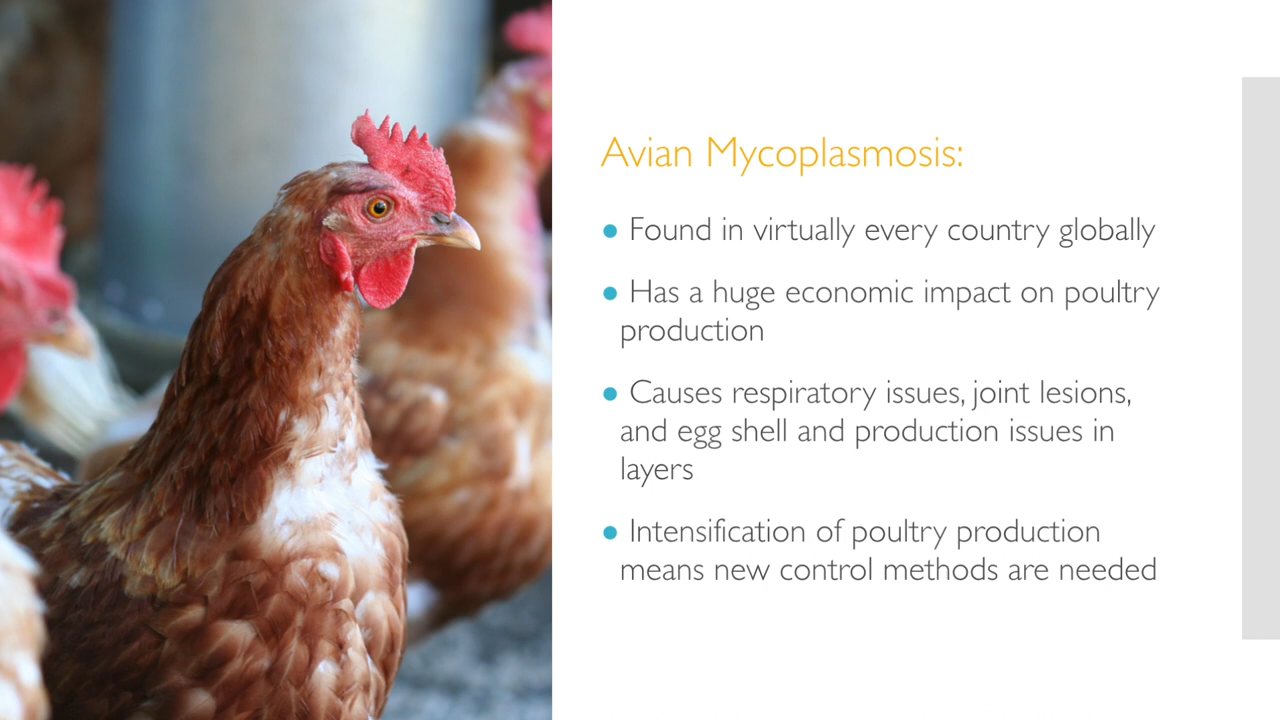 Avian Mycoplasmosis:
● Found in virtually every country globally
● Has a huge economic impact on poultry
production
● Causes respiratory issues, joint lesions,
and egg shell and production issues in
layers
● Intensification of poultry production
means new control methods are needed